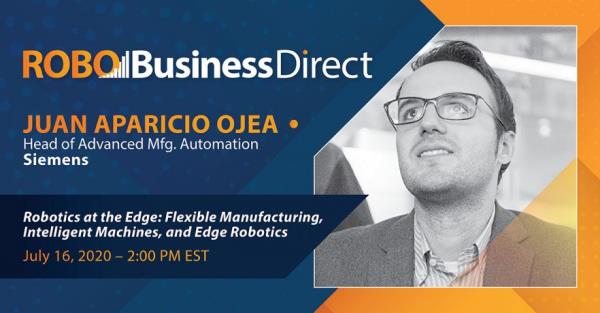 ROBOBusinessDirect
JUAN APARICIO OJEA •
Head of Advanced Mfg. Automation
Siemens
Robotics at the Edge: Flexible Manufacturing,
Intelligent Machines, and Edge Robotics
July 16, 2020 – 2:00 PM EST